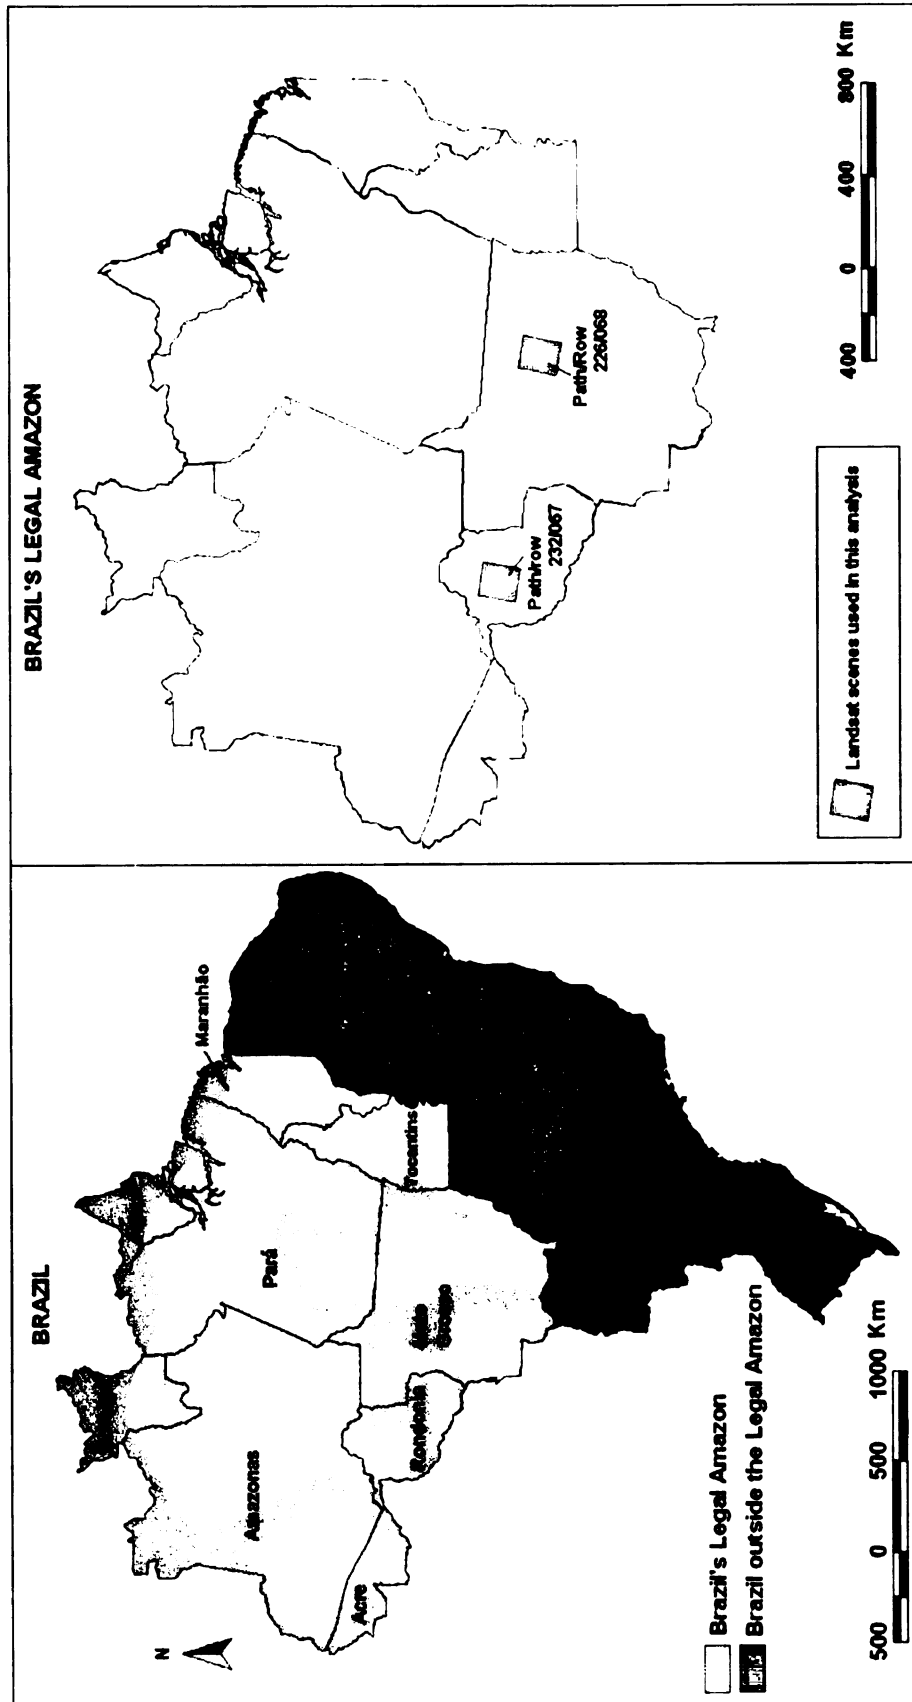 BRAZIL
N
Maranhão
Amazonas
Pará
Acre
Rondonia
Mato
Grosso
Tocantins
Brazil's Legal Amazon
Brazil outside the Legal Amazon
500 0 500 1000 Km
BRAZIL'S LEGAL AMAZON
Path/row
232/067
Path/Row
226/068
Landsat scenes used in this analysis
400 0 400 800 Km